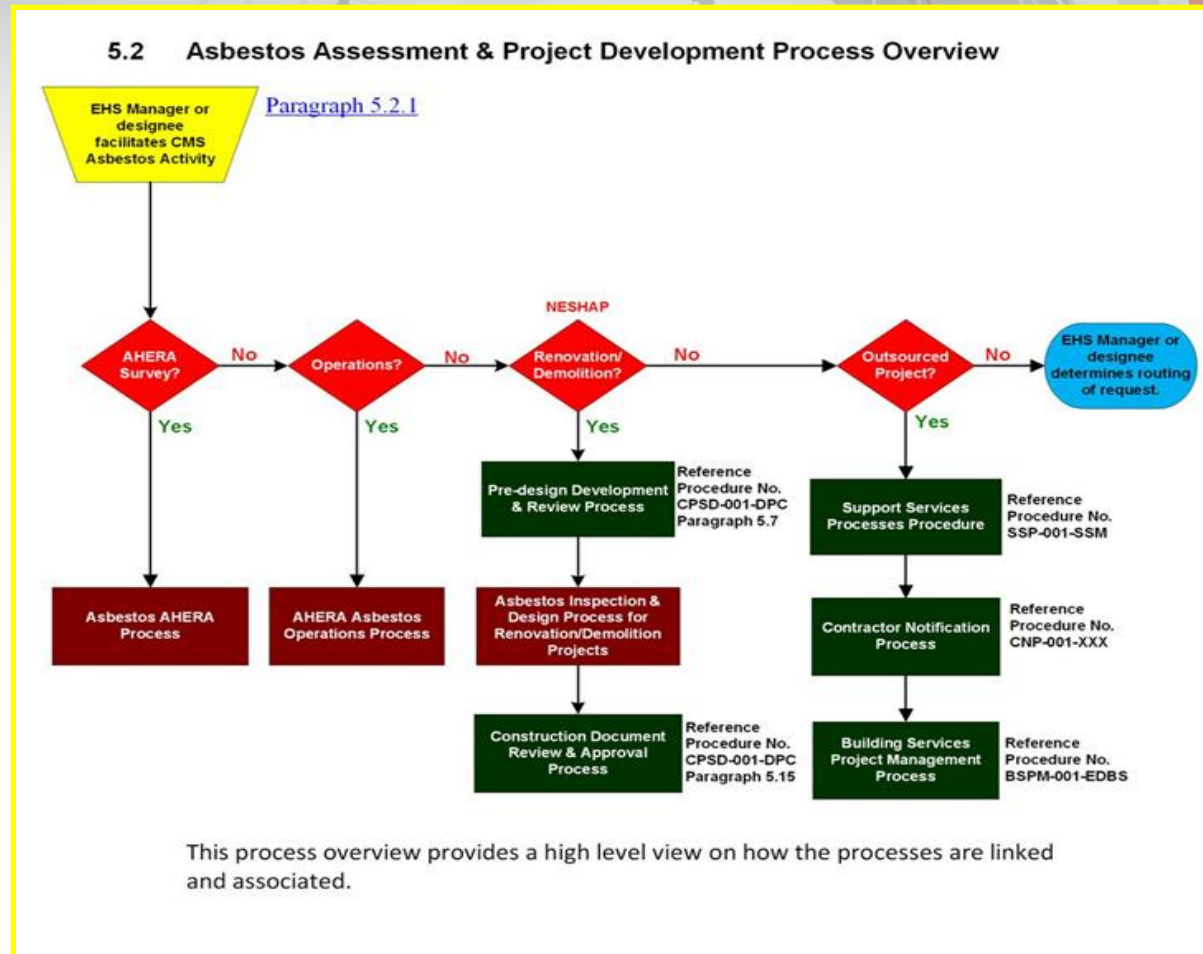 5.2 Asbestos Assessment & Project Development Process Overview
EHS Manager or
designee
facilitates CMS
Asbestos Activity
Paragraph 5.2.1
AHERA
Survey?
No
Yes
Operations?
No
Yes
NESHAP
Renovation/
Demolition?
No
Yes
Outsourced
Project?
No
Yes
EHS Manager or
designee
determines routing
of request.
Asbestos AHERA
Process
AHERA Asbestos
Operations Process
Pre-design Development
& Review Process
Reference
Procedure No.
CPSD-001-DPC
Paragraph 5.7
Asbestos Inspection &
Design Process for
Renovation/Demolition
Projects
Construction Document
Review & Approval
Process
Reference
Procedure No.
CPSD-001-DPC
Paragraph 5.15
Support Services
Processes Procedure
Reference
Procedure No.
SSP-001-SSM
Contractor Notification
Process
Reference
Procedure No.
CNP-001-XXX
Building Services
Project Management
Process
Reference
Procedure No.
BSPM-001-EDBS
This process overview provides a high level view on how the processes are linked
and associated.